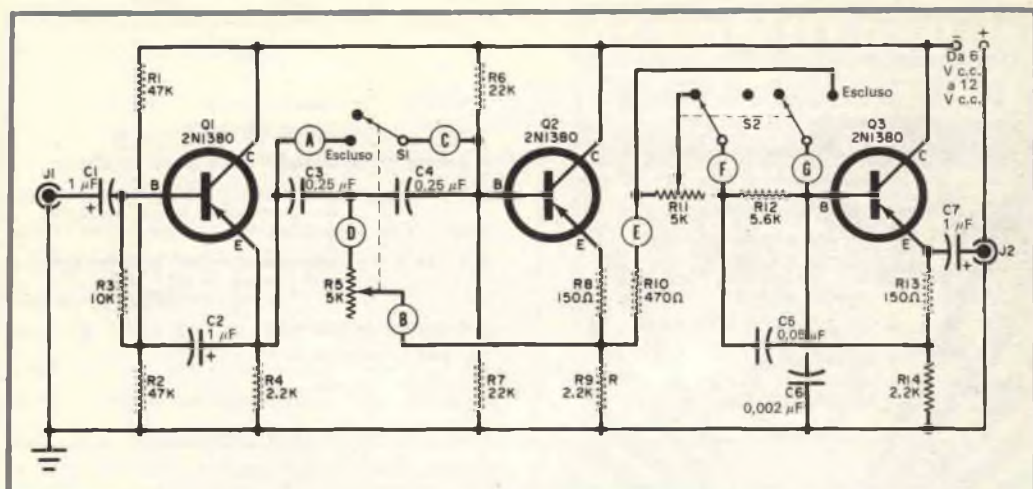 R1
47K
Q1
2N1380
J1
C1
1 µF
+
B
C
E
R3
10K
C2
1 µF
+
R2
47K
R4
2.2K
A
Escluso
S1
C
C3
0,25 µF
C4
0,25 µF
D
R5
5K
B
R6
22K
R7
22K
Q2
2N1380
B
C
E
R8
150Ω
R9
2.2K
R
R10
470Ω
E
R11
5K
S2
Escluso
F
G
R12
5.6K
C5
0,05 µF
C6
0,002 µF
Q3
2N1380
B
C
E
C7
1 µF
+
J2
R13
150Ω
R14
2.2K
- +
Da 6
V c.c.
a 12
V c.c.